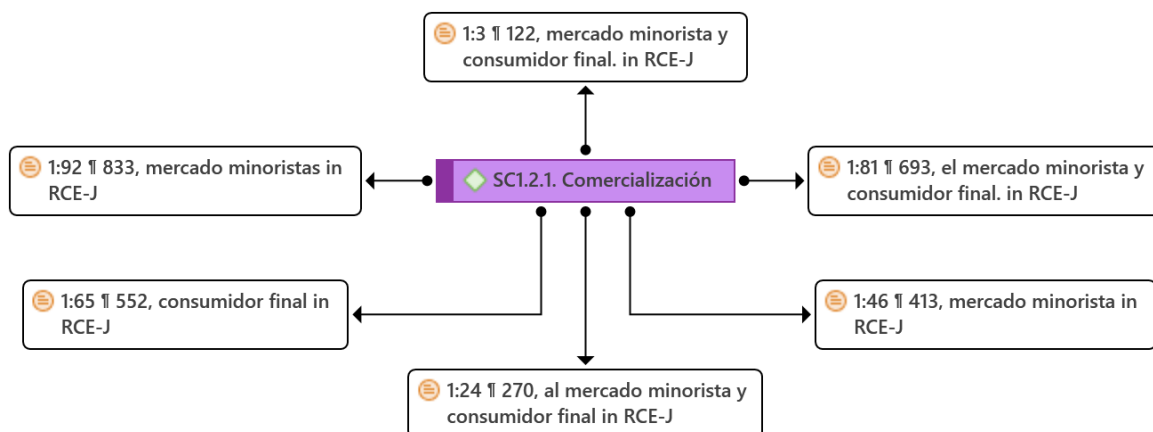 1:3 ¶ 122, mercado minorista y
consumidor final. in RCE-J
1:92 ¶ 833, mercado minoristas in
RCE-J
SC1.2.1. Comercialización
1:81 ¶ 693, el mercado minorista y
consumidor final. in RCE-J
1:65 ¶ 552, consumidor final in
RCE-J
1:46 ¶ 413, mercado minorista in
RCE-J
1:24 ¶ 270, al mercado minorista y
consumidor final in RCE-J